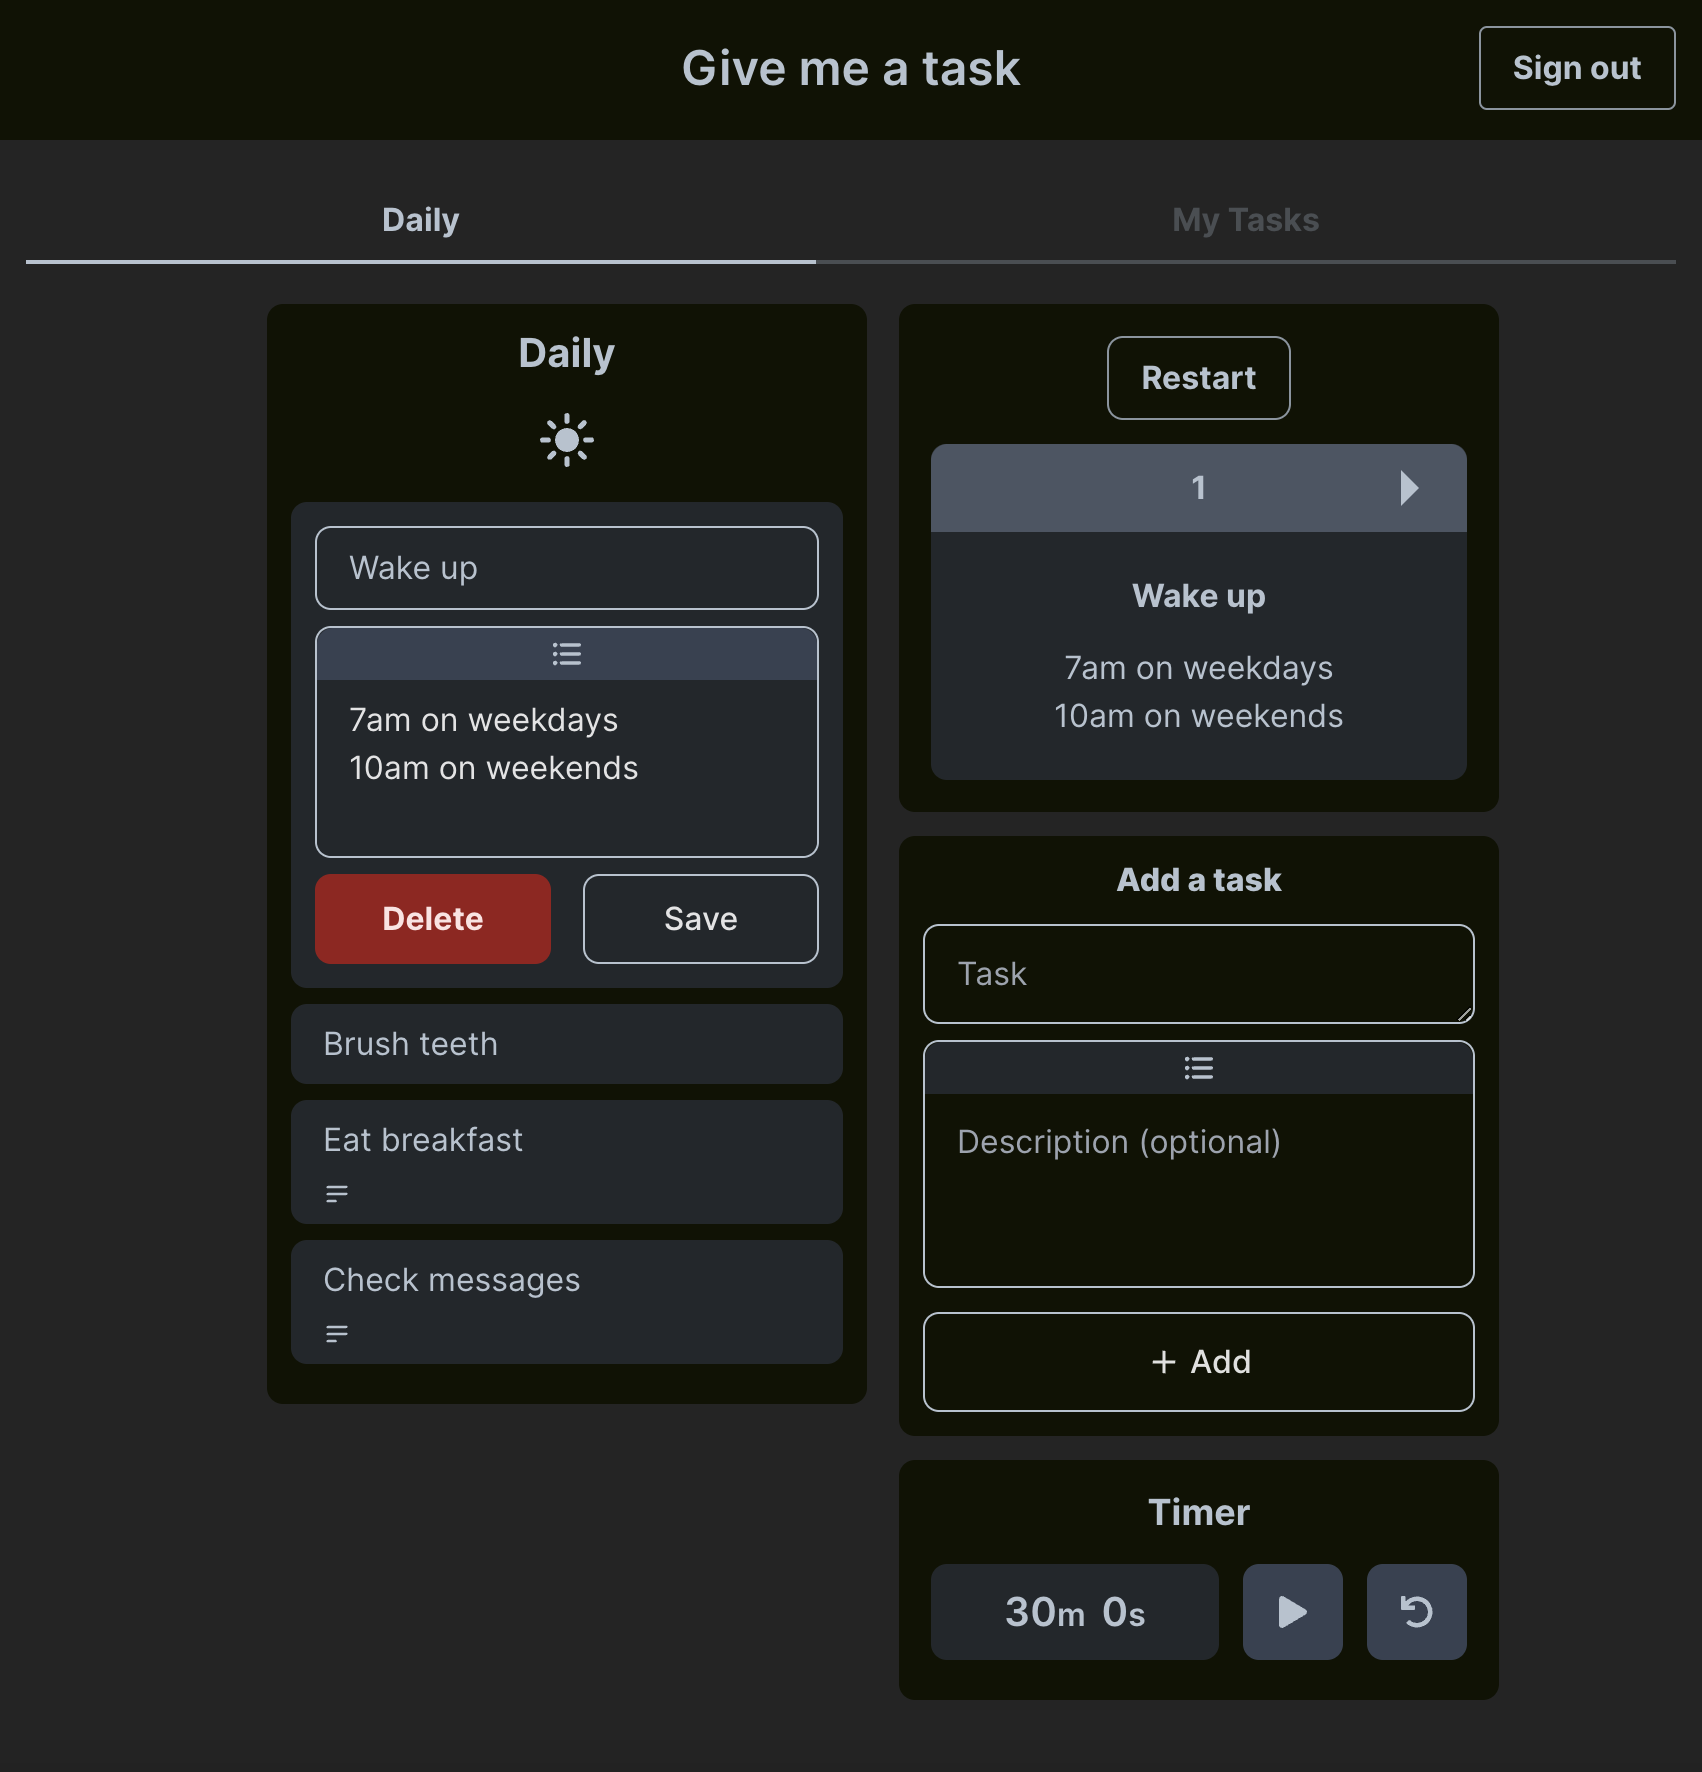 Give me a task
Sign out
Daily
My Tasks
Daily
Wake up
7am on weekdays
10am on weekends
Delete
Save
Brush teeth
Eat breakfast
Check messages
Restart
1
Wake up
7am on weekdays
10am on weekends
Add a task
Task
Description (optional)
+ Add
Timer
30m 0s